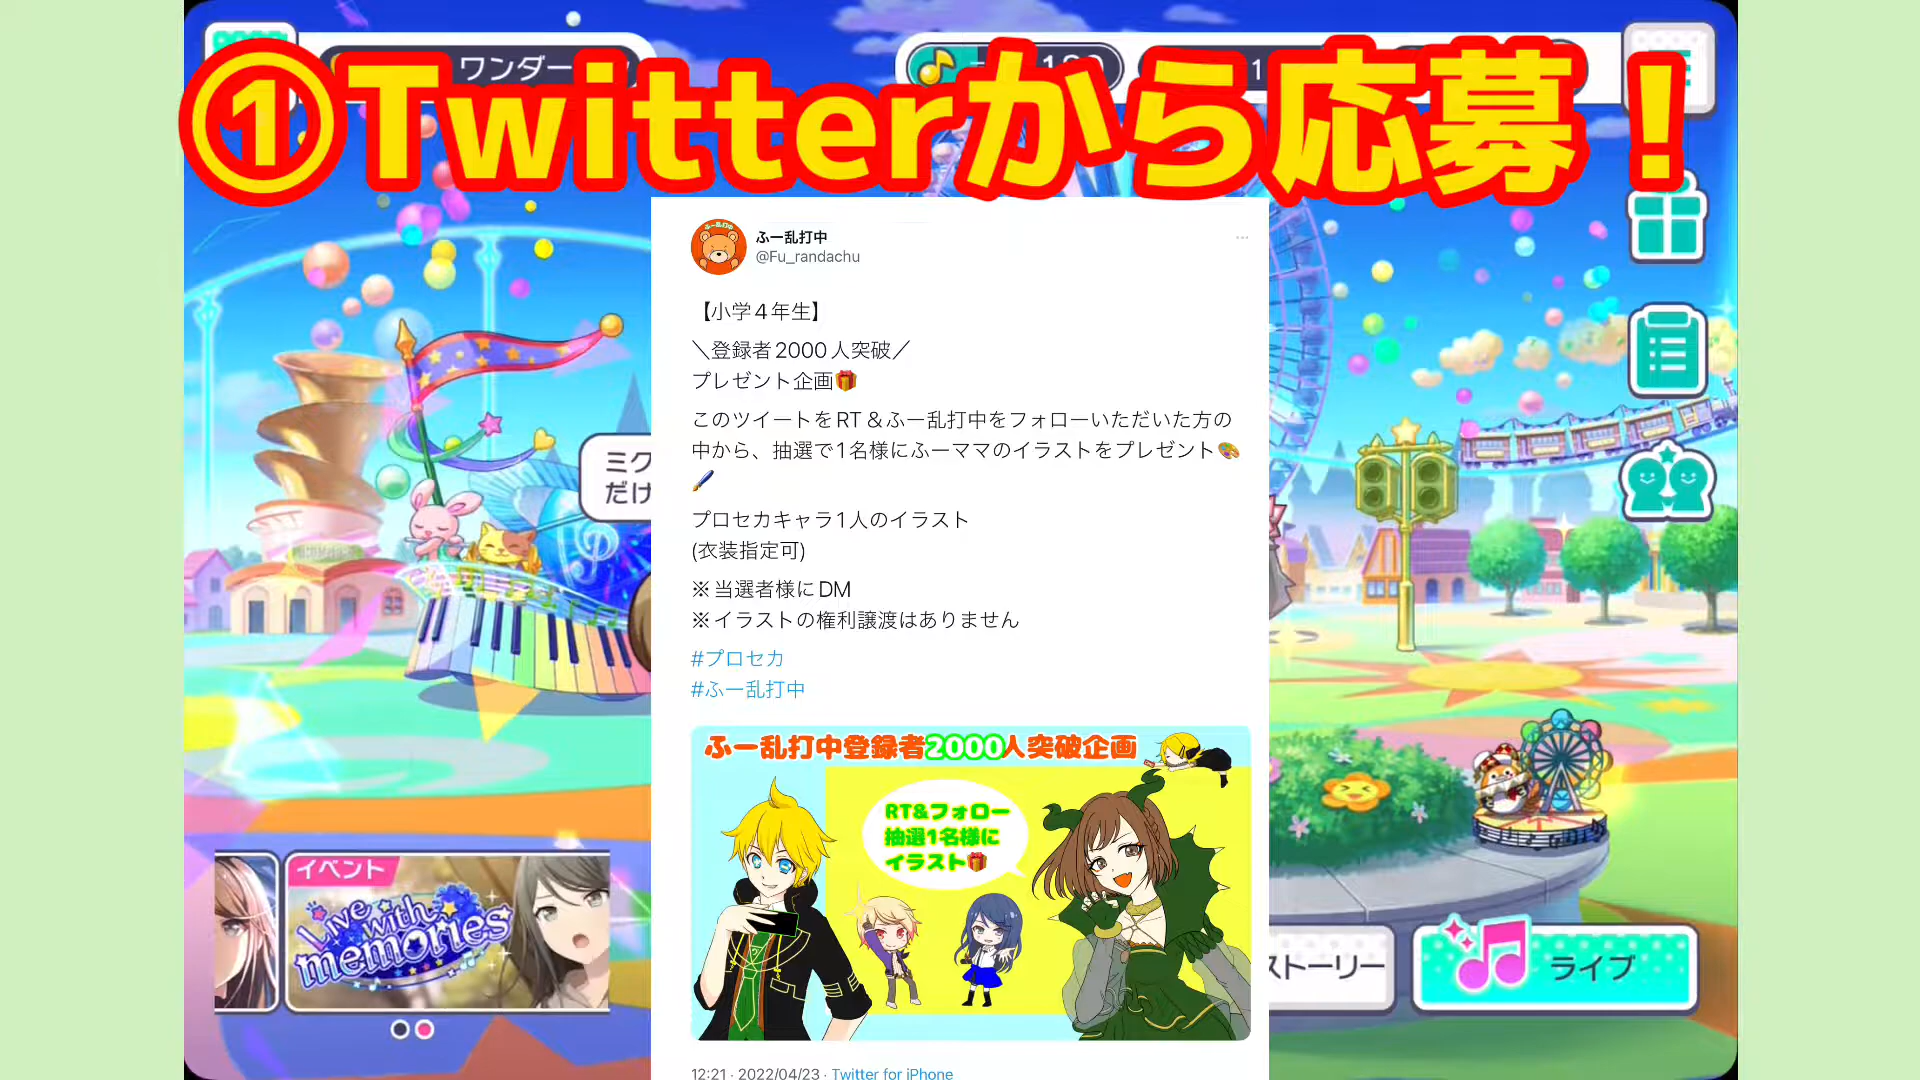 ①Twitterから応募！
ワンダー
ふー乱打中
@Fu_randachu
【小学４年生】
＼登録者2000人突破／
プレゼント企画🎁
このツイートをRT＆ふー乱打中をフォローいただいた方の
中から、抽選で1名様にふーママのイラストをプレゼント🎨
🖌️
プロセカキャラ1人のイラスト
(衣装指定可)
※当選者様にDM
※イラストの権利譲渡はありません
#プロセカ
#ふー乱打中
ふー乱打中登録者2000人突破企画
RT&フォロー
抽選1名様に
イラスト🎁
12:21 · 2022/04/23 · Twitter for iPhone
ミク
だけ
イベント
Live with memories
ストーリー
ライブ